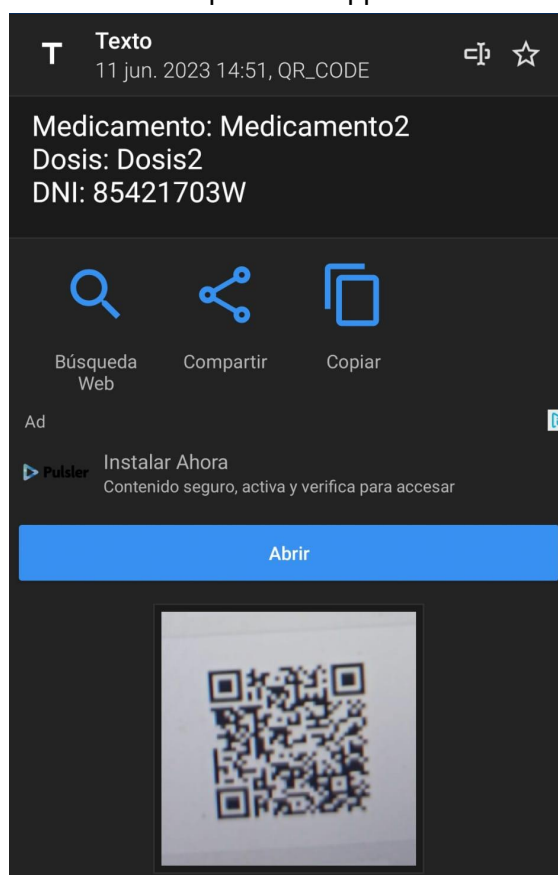 Texto
11 jun. 2023 14:51, QR_CODE
Medicamento: Medicamento2
Dosis: Dosis2
DNI: 85421703W
Búsqueda
Web
Compartir
Copiar
Ad
Pulsler
Instalar Ahora
Contenido seguro, activa y verifica para accesar
Abrir